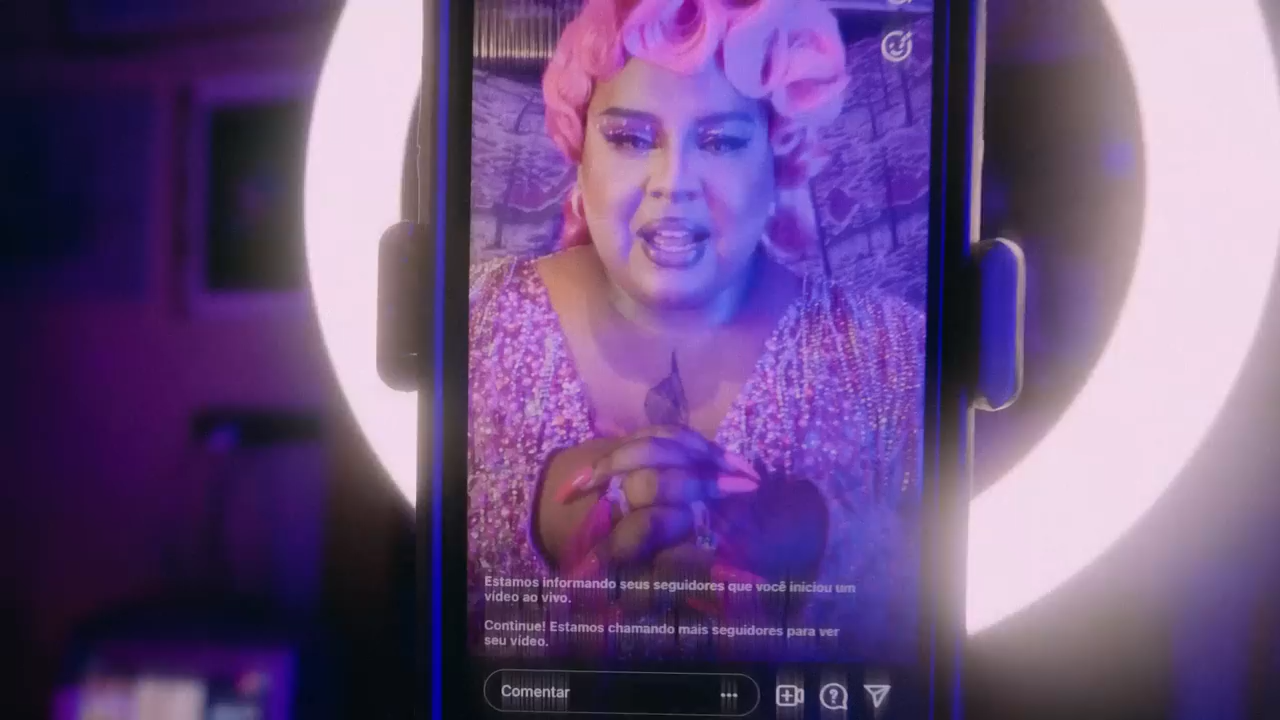 Estamos informando seus seguidores que você iniciou um
vídeo ao vivo.
Continue! Estamos chamando mais seguidores para ver
seu vídeo.
Comentar